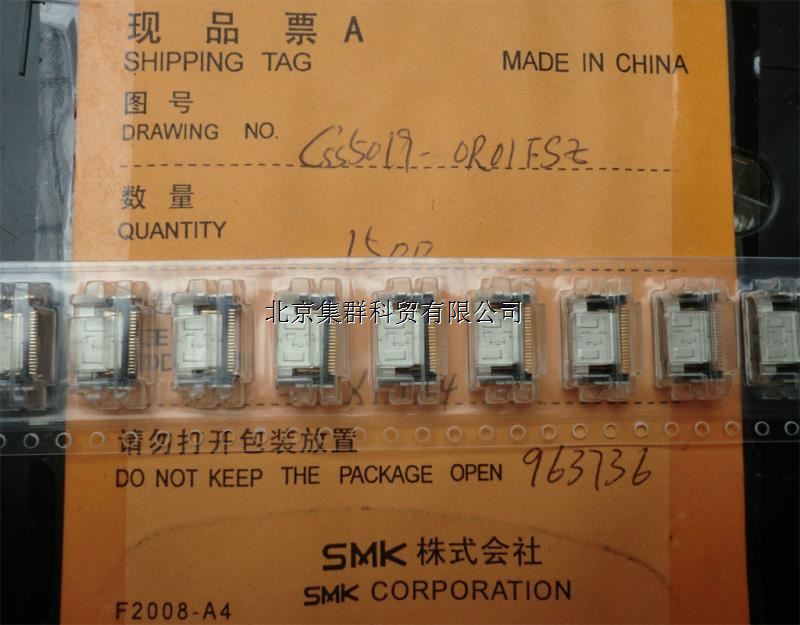 现 品 票 A
SHIPPING TAG MADE IN CHINA
图 号
DRAWING NO. CSS5019-0R01FSZ
数 量
QUANTITY 1500
北京集群科贸有限公司
请勿打开包装放置
DO NOT KEEP THE PACKAGE OPEN 963736
SMK 株式会社
SMK CORPORATION
F2008-A4